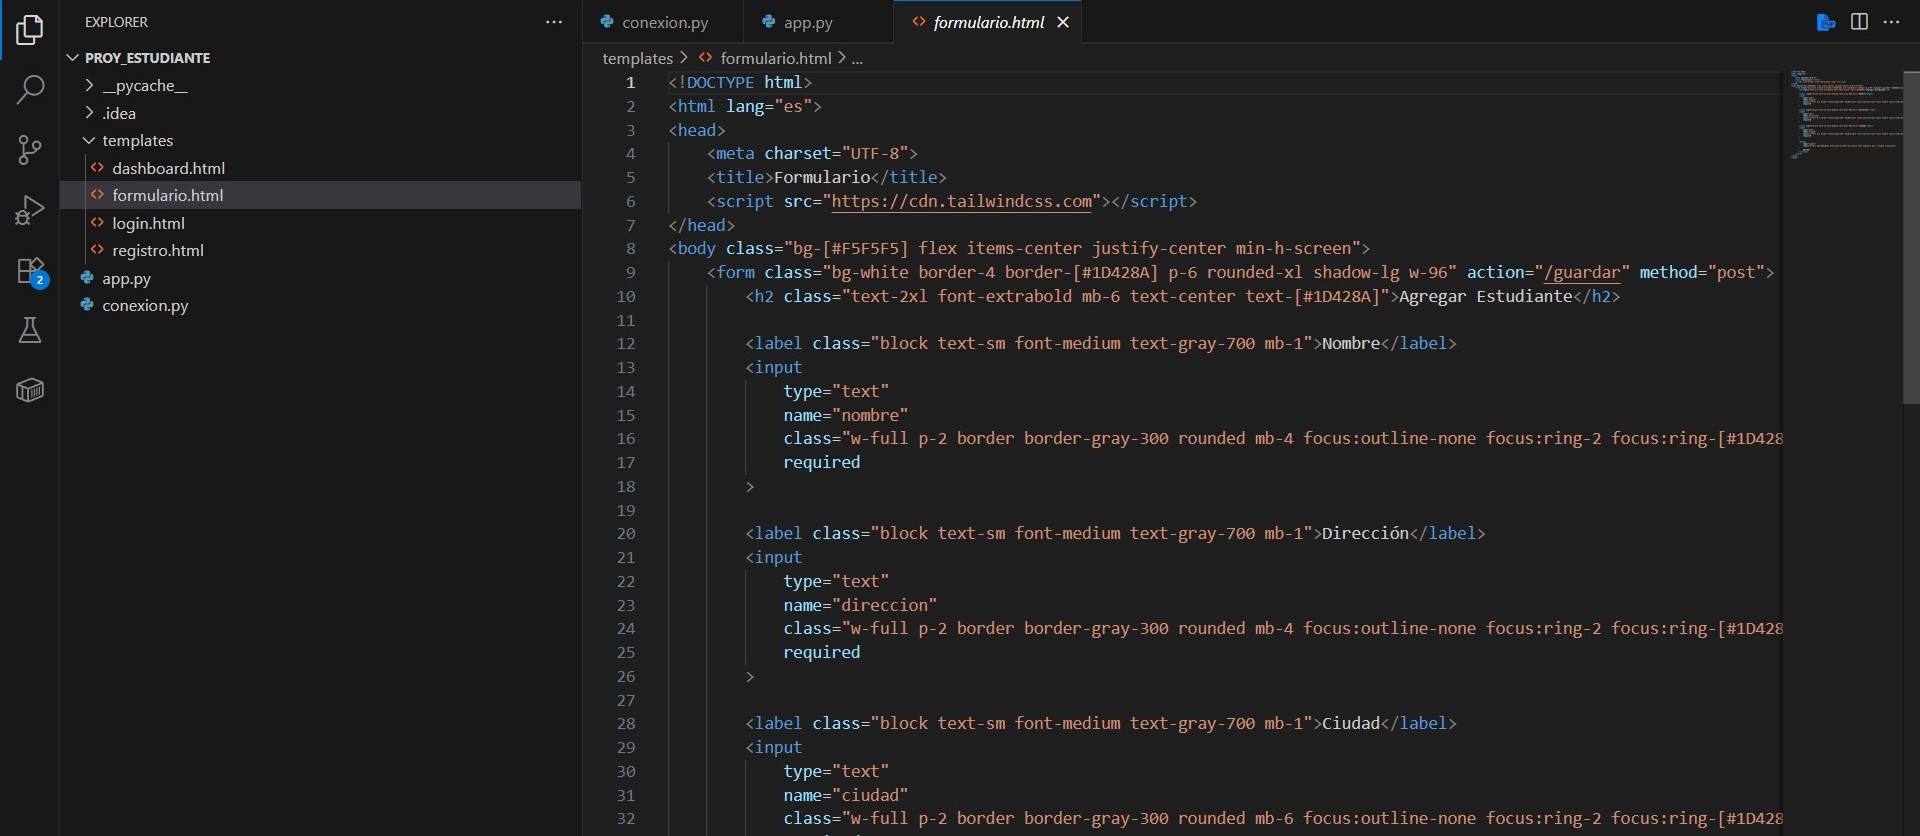 EXPLORER
PROY_ESTUDIANTE
__pycache__
.idea
templates
dashboard.html
formulario.html
login.html
registro.html
app.py
conexion.py
2
conexion.py
app.py
formulario.html
templates > formulario.html > ...
1 <!DOCTYPE html>
2 <html lang="es">
3 <head>
4 <meta charset="UTF-8">
5 <title>Formulario</title>
6 <script src="https://cdn.tailwindcss.com"></script>
7 </head>
8 <body class="bg-[#F5F5F5] flex items-center justify-center min-h-screen">
9 <form class="bg-white border-4 border-[#1D428A] p-6 rounded-xl shadow-lg w-96" action="/guardar" method="post">
10 <h2 class="text-2xl font-extrabold mb-6 text-center text-[#1D428A]">Agregar Estudiante</h2>
11
12 <label class="block text-sm font-medium text-gray-700 mb-1">Nombre</label>
13 <input
14 type="text"
15 name="nombre"
16 class="w-full p-2 border border-gray-300 rounded mb-4 focus:outline-none focus:ring-2 focus:ring-[#1D428
17 required
18 >
19
20 <label class="block text-sm font-medium text-gray-700 mb-1">Dirección</label>
21 <input
22 type="text"
23 name="direccion"
24 class="w-full p-2 border border-gray-300 rounded mb-4 focus:outline-none focus:ring-2 focus:ring-[#1D428
25 required
26 >
27
28 <label class="block text-sm font-medium text-gray-700 mb-1">Ciudad</label>
29 <input
30 type="text"
31 name="ciudad"
32 class="w-full p-2 border border-gray-300 rounded mb-6 focus:outline-none focus:ring-2 focus:ring-[#1D428